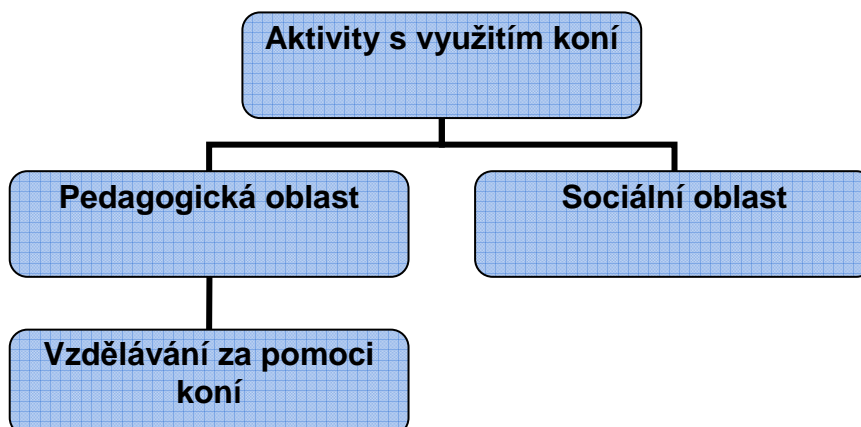 Aktivity s využitím koní
Pedagogická oblast
Sociální oblast
Vzdělávání za pomoci
koní